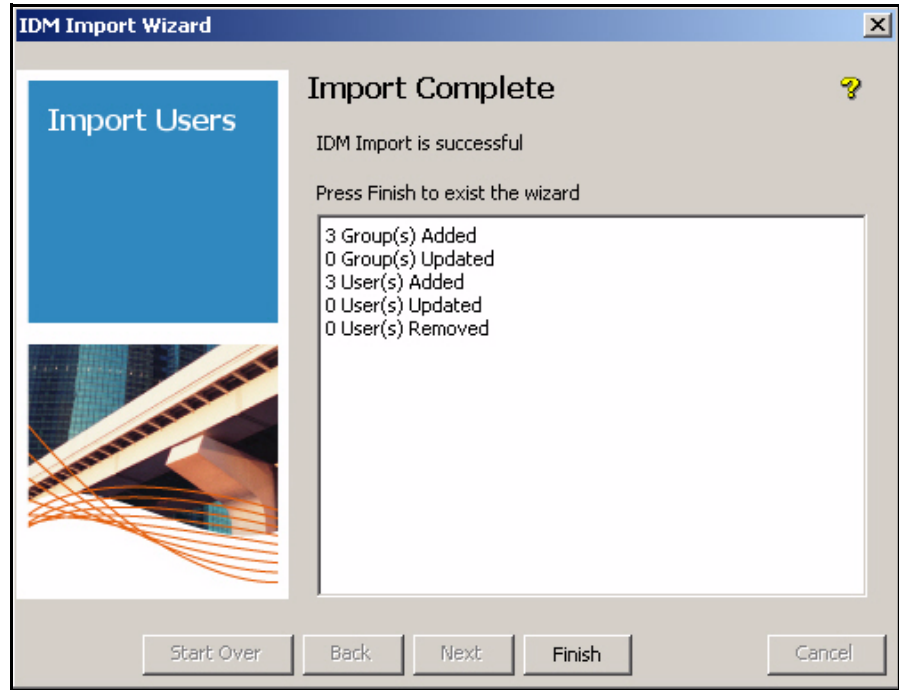 IDM Import Wizard
Import Users
Import Complete
IDM Import is successful
Press Finish to exist the wizard
3 Group(s) Added
0 Group(s) Updated
3 User(s) Added
0 User(s) Updated
0 User(s) Removed
Start Over
Back
Next
Finish
Cancel